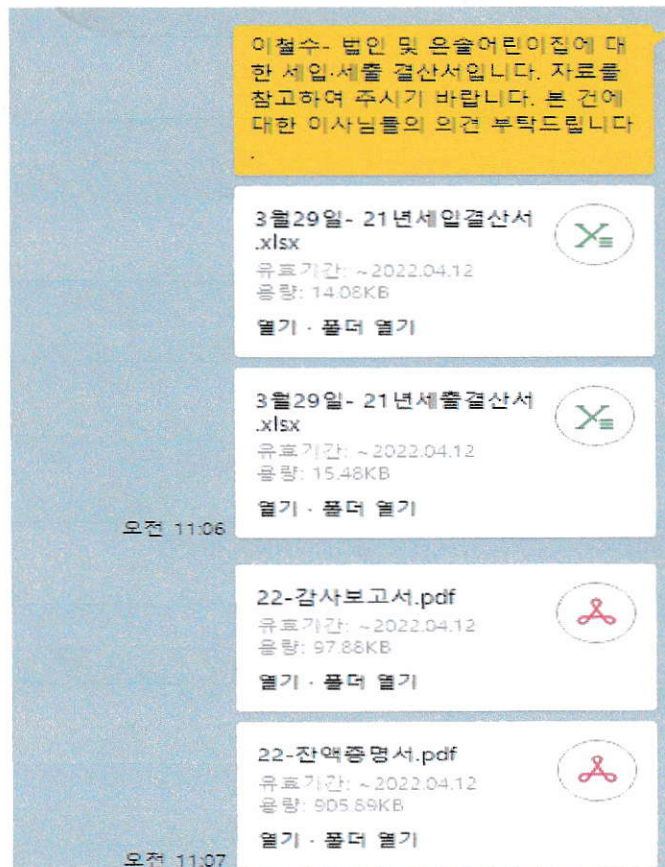 이철수- 법인 및 은솔어린이집에 대
한 세입·세출 결산서입니다. 자료를
참고하여 주시기 바랍니다. 본 건에
대한 이사님들의 의견 부탁드립니다
.
3월29일- 21년세입결산서
.xlsx
유효기간: ~2022.04.12
용량: 14.08KB
열기 · 폴더 열기
3월29일- 21년세출결산서
.xlsx
유효기간: ~2022.04.12
용량: 15.48KB
열기 · 폴더 열기
오전 11:06
22-감사보고서.pdf
유효기간: ~2022.04.12
용량: 97.88KB
열기 · 폴더 열기
22-잔액증명서.pdf
유효기간: ~2022.04.12
용량: 905.89KB
열기 · 폴더 열기
오전 11:07